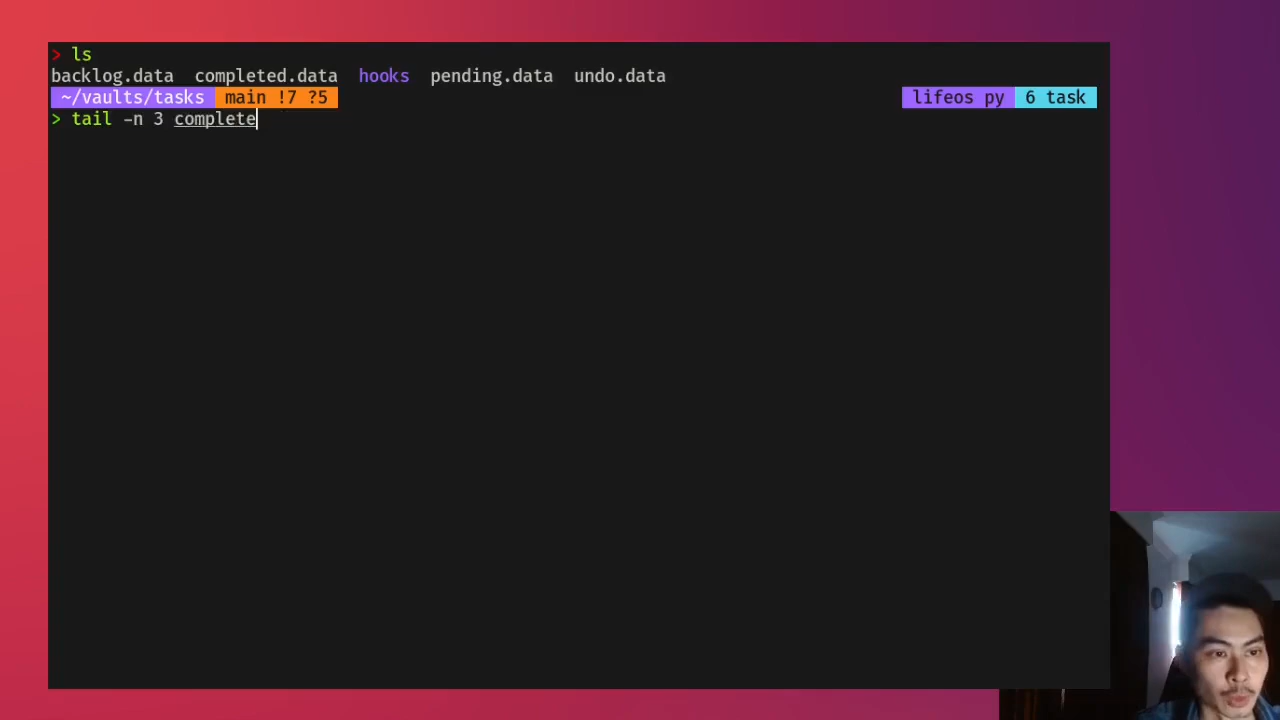 > ls
backlog.data completed.data hooks pending.data undo.data
~/vaults/tasks main !7 ?5 lifeos py 6 task
> tail -n 3 complete